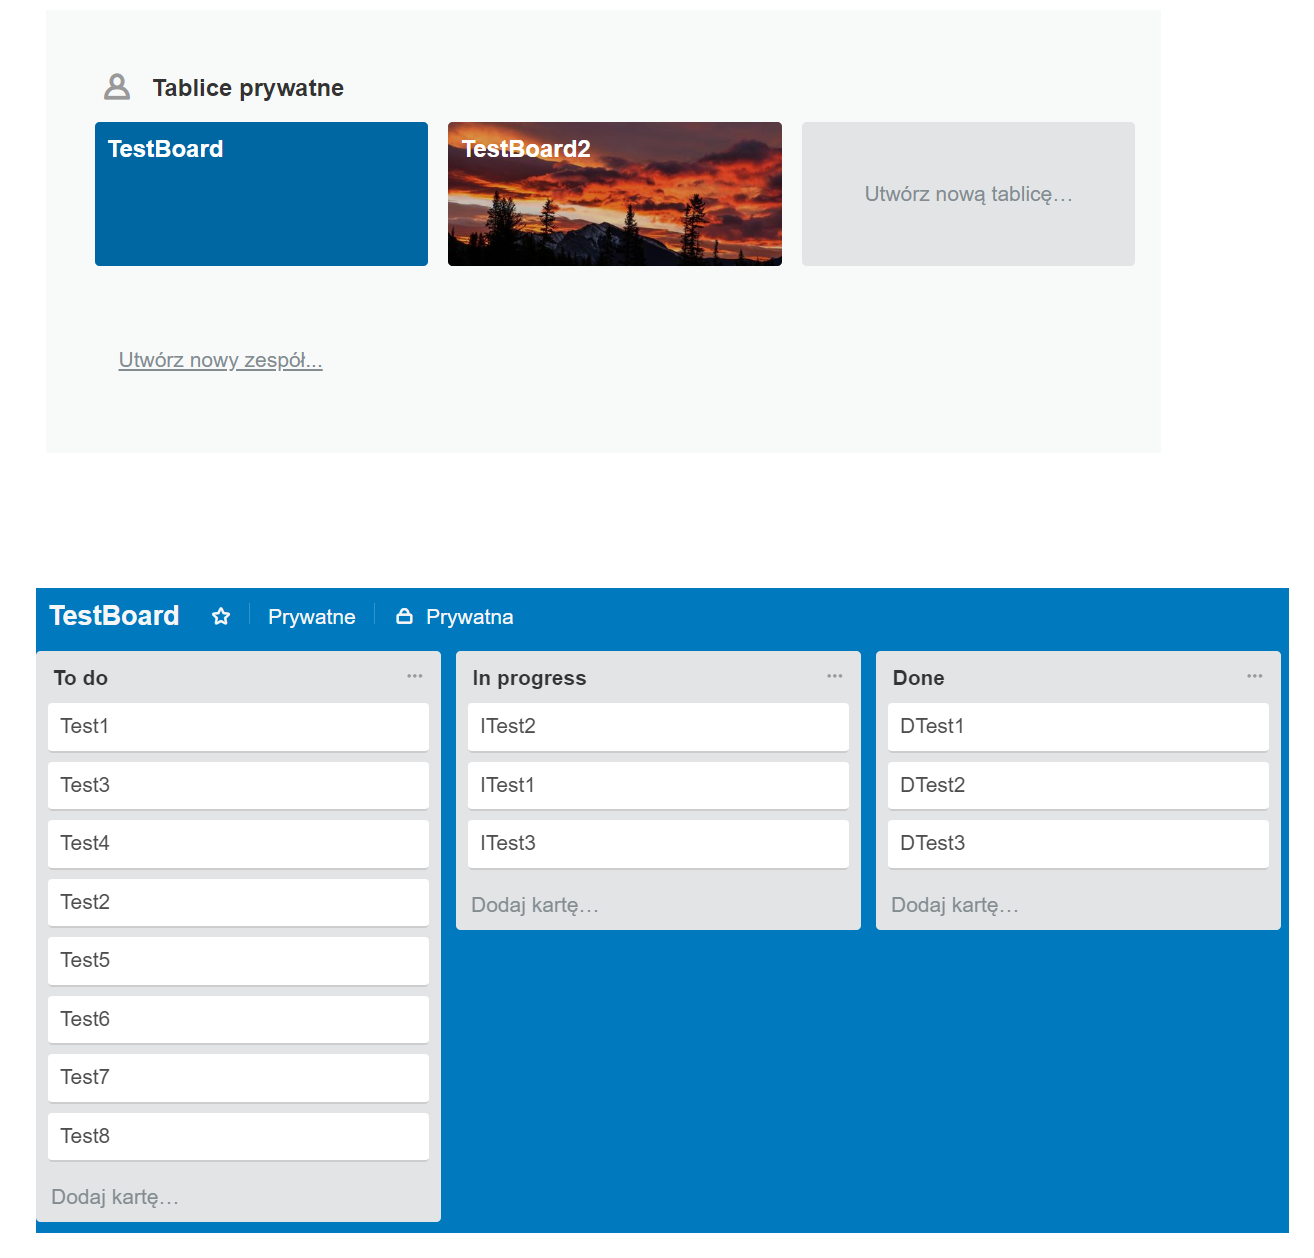 Tablice prywatne
TestBoard
TestBoard2
Utwórz nową tablicę…
Utwórz nowy zespół...
TestBoard Prywatne Prywatna
To do
Test1
Test3
Test4
Test2
Test5
Test6
Test7
Test8
Dodaj kartę…
In progress
ITest2
ITest1
ITest3
Dodaj kartę…
Done
DTest1
DTest2
DTest3
Dodaj kartę…